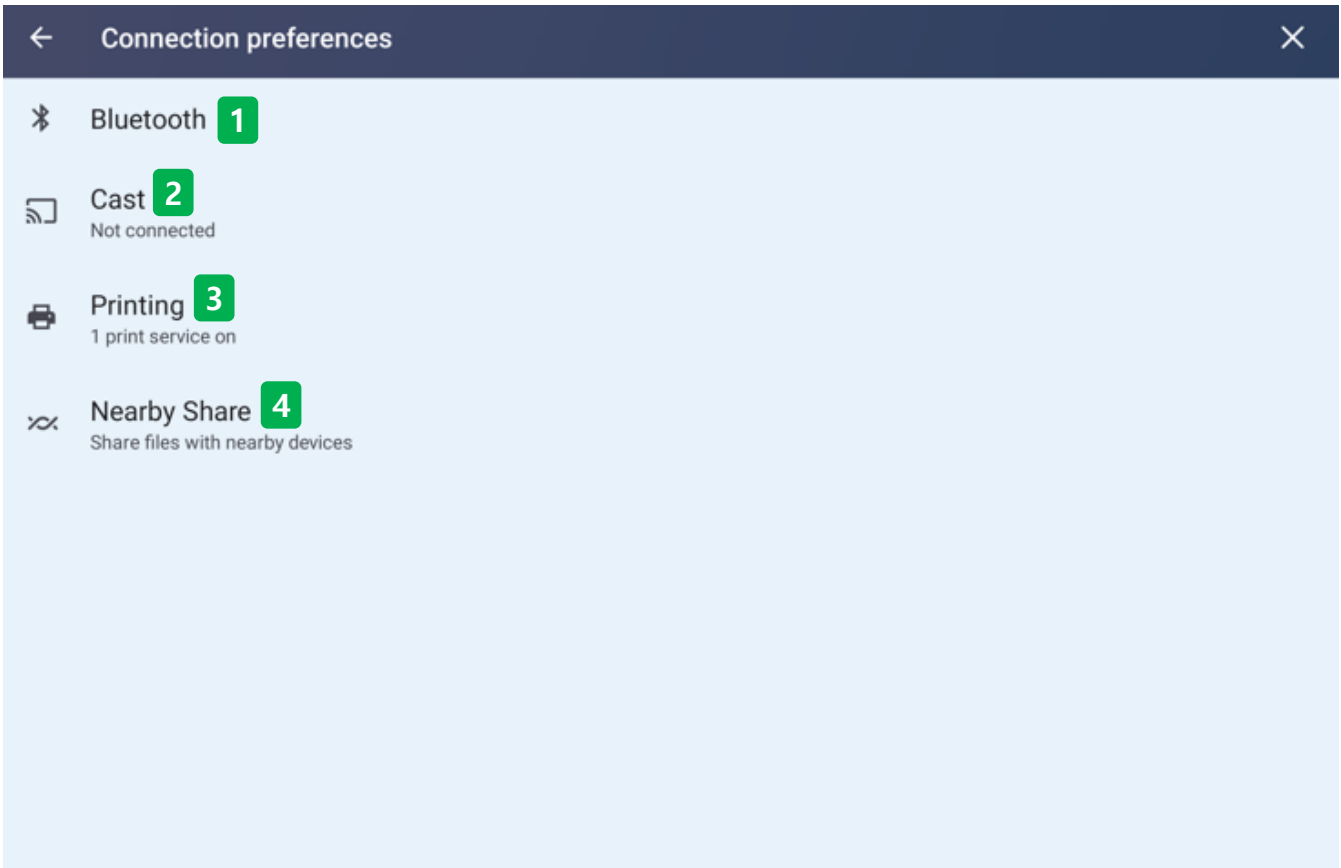 Connection preferences
Bluetooth 1
Cast 2
Not connected
Printing 3
1 print service on
Nearby Share 4
Share files with nearby devices